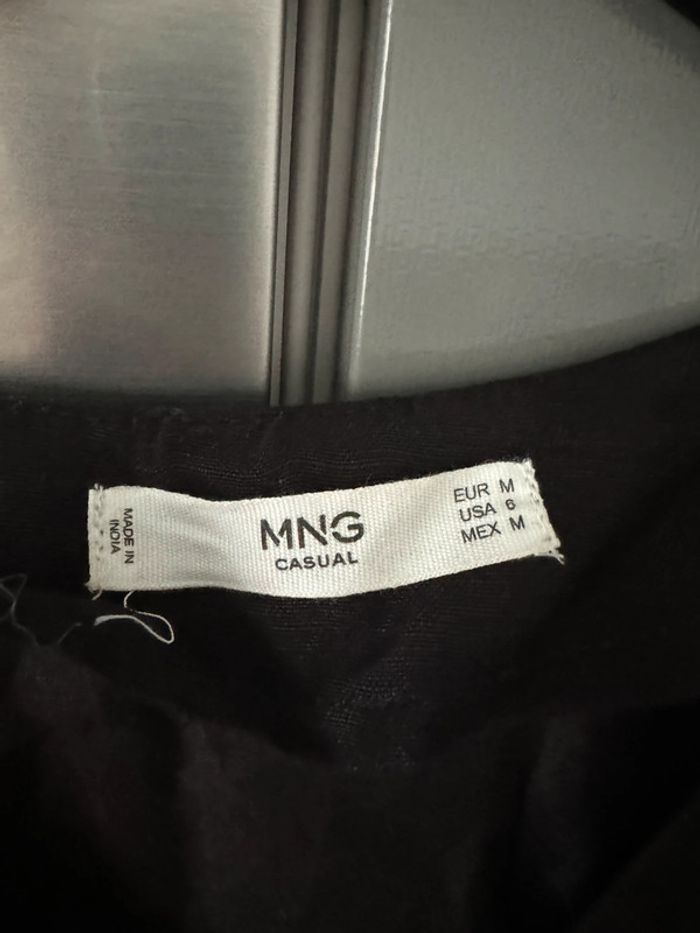 MADE IN
INDIA
MNG
CASUAL
EUR M
USA 6
MEX M